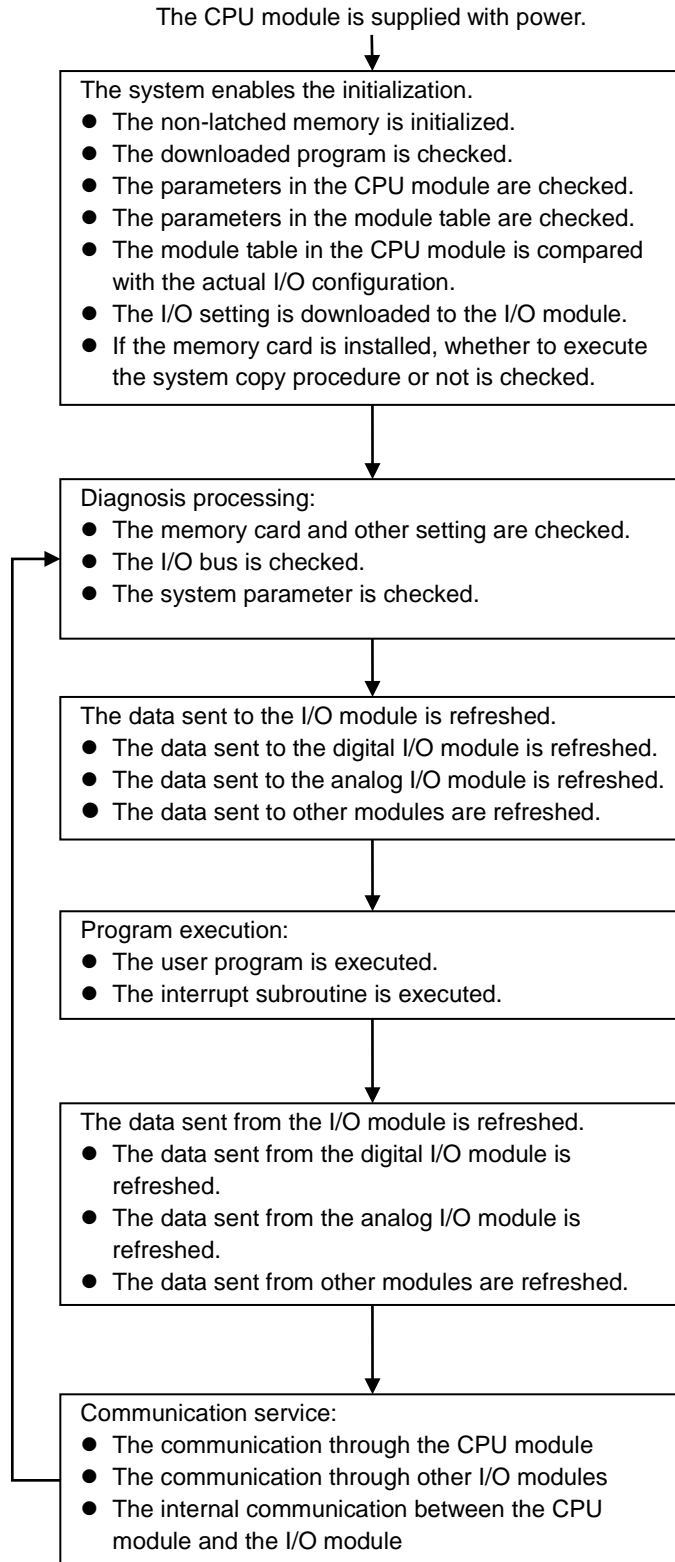 The CPU module is supplied with power.
The system enables the initialization.
● The non-latched memory is initialized.
● The downloaded program is checked.
● The parameters in the CPU module are checked.
● The parameters in the module table are checked.
● The module table in the CPU module is compared
with the actual I/O configuration.
● The I/O setting is downloaded to the I/O module.
● If the memory card is installed, whether to execute
the system copy procedure or not is checked.
Diagnosis processing:
● The memory card and other setting are checked.
● The I/O bus is checked.
● The system parameter is checked.
The data sent to the I/O module is refreshed.
● The data sent to the digital I/O module is refreshed.
● The data sent to the analog I/O module is refreshed.
● The data sent to other modules are refreshed.
Program execution:
● The user program is executed.
● The interrupt subroutine is executed.
The data sent from the I/O module is refreshed.
● The data sent from the digital I/O module is
refreshed.
● The data sent from the analog I/O module is
refreshed.
● The data sent from other modules are refreshed.
Communication service:
● The communication through the CPU module
● The communication through other I/O modules
● The internal communication between the CPU
module and the I/O module